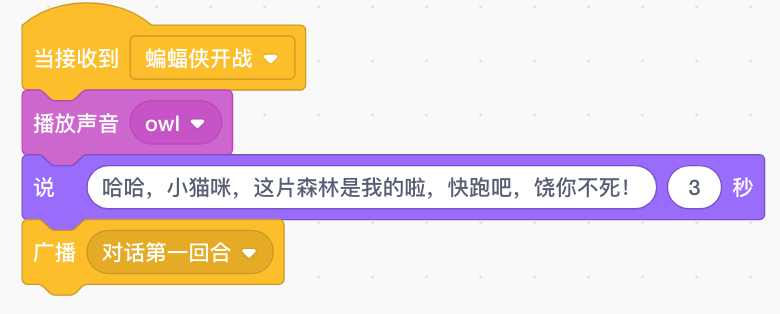 当接收到 蝙蝠侠开战
播放声音 owl
说 哈哈，小猫咪，这片森林是我的啦，快跑吧，饶你不死！ 3 秒
广播 对话第一回合